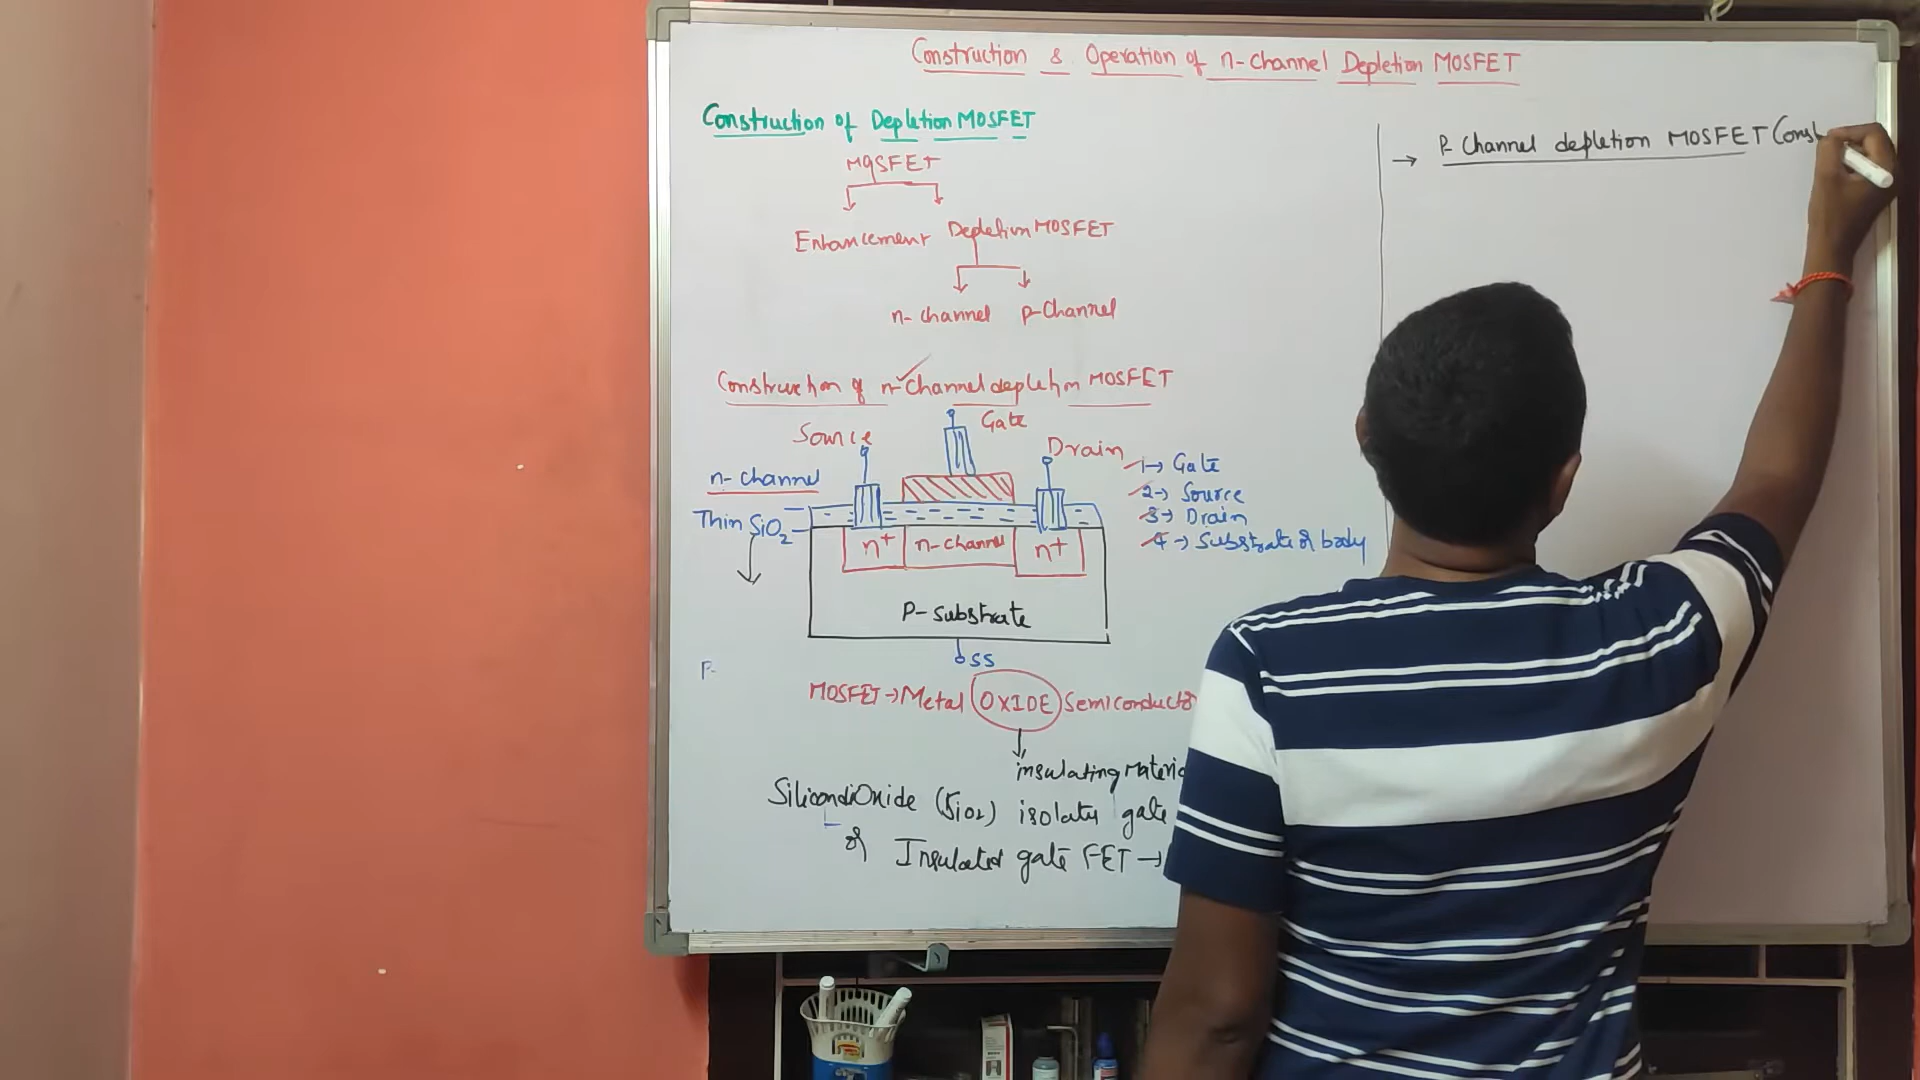 Construction & Operation of n-channel Depletion MOSFET
Construction of Depletion MOSFET
MOSFET
Enhancement Depletion MOSFET
n-channel p-Channel
Construction of n-Channel depletion MOSFET
Source
Gate
Drain
n-channel
Thin SiO2
n+ n-channel n+
P-substrate
SS
1→ Gate
2→ Source
3→ Drain
4→ Substrate or body
P-
MOSFET → Metal OXIDE Semiconductor
insulating
Silicondioxide (SiO2) isolates gate
or Insulated gate FET →
→ P-Channel depletion MOSFET Const